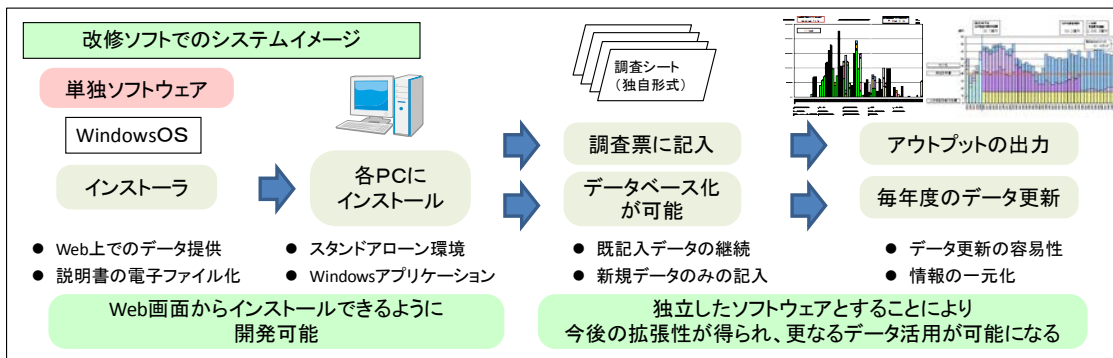 改修ソフトでのシステムイメージ
単独ソフトウェア
WindowsOS
インストーラ
各PCに
インストール
調査シート
(独自形式)
調査票に記入
データベース化
が可能
アウトプットの出力
毎年度のデータ更新
● Web上でのデータ提供
● 説明書の電子ファイル化
● スタンドアローン環境
● Windowsアプリケーション
● 既記入データの継続
● 新規データのみの記入
● データ更新の容易性
● 情報の一元化
Web画面からインストールできるように
開発可能
独立したソフトウェアとすることにより
今後の拡張性が得られ、更なるデータ活用が可能になる